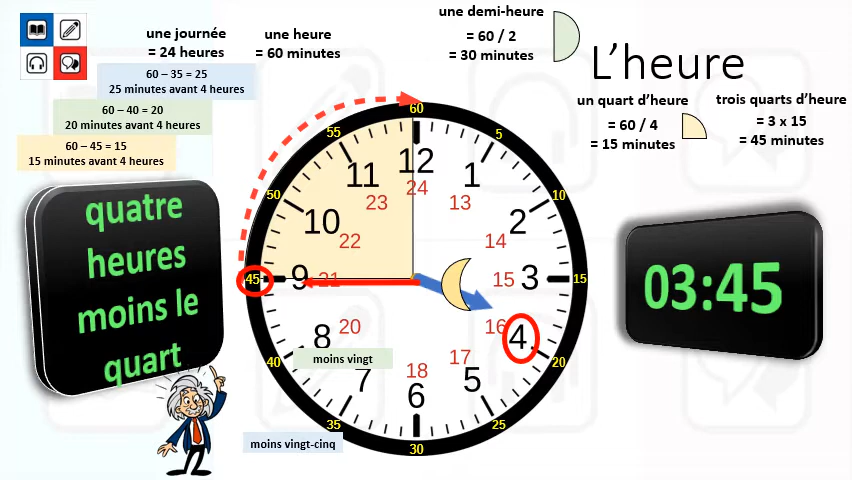 une journée
= 24 heures
une heure
= 60 minutes
une demi-heure
= 60 / 2
= 30 minutes
L'heure
un quart d'heure
= 60 / 4
= 15 minutes
trois quarts d'heure
= 3 x 15
= 45 minutes
60 – 35 = 25
25 minutes avant 4 heures
60 – 40 = 20
20 minutes avant 4 heures
60 – 45 = 15
15 minutes avant 4 heures
quatre
heures
moins le
quart
60
5
10
15
20
25
30
35
40
45
50
55
12
1
2
3
4
5
6
7
8
9
10
11
24
13
14
15
16
17
18
20
21
22
23
moins vingt
moins vingt-cinq
03:45